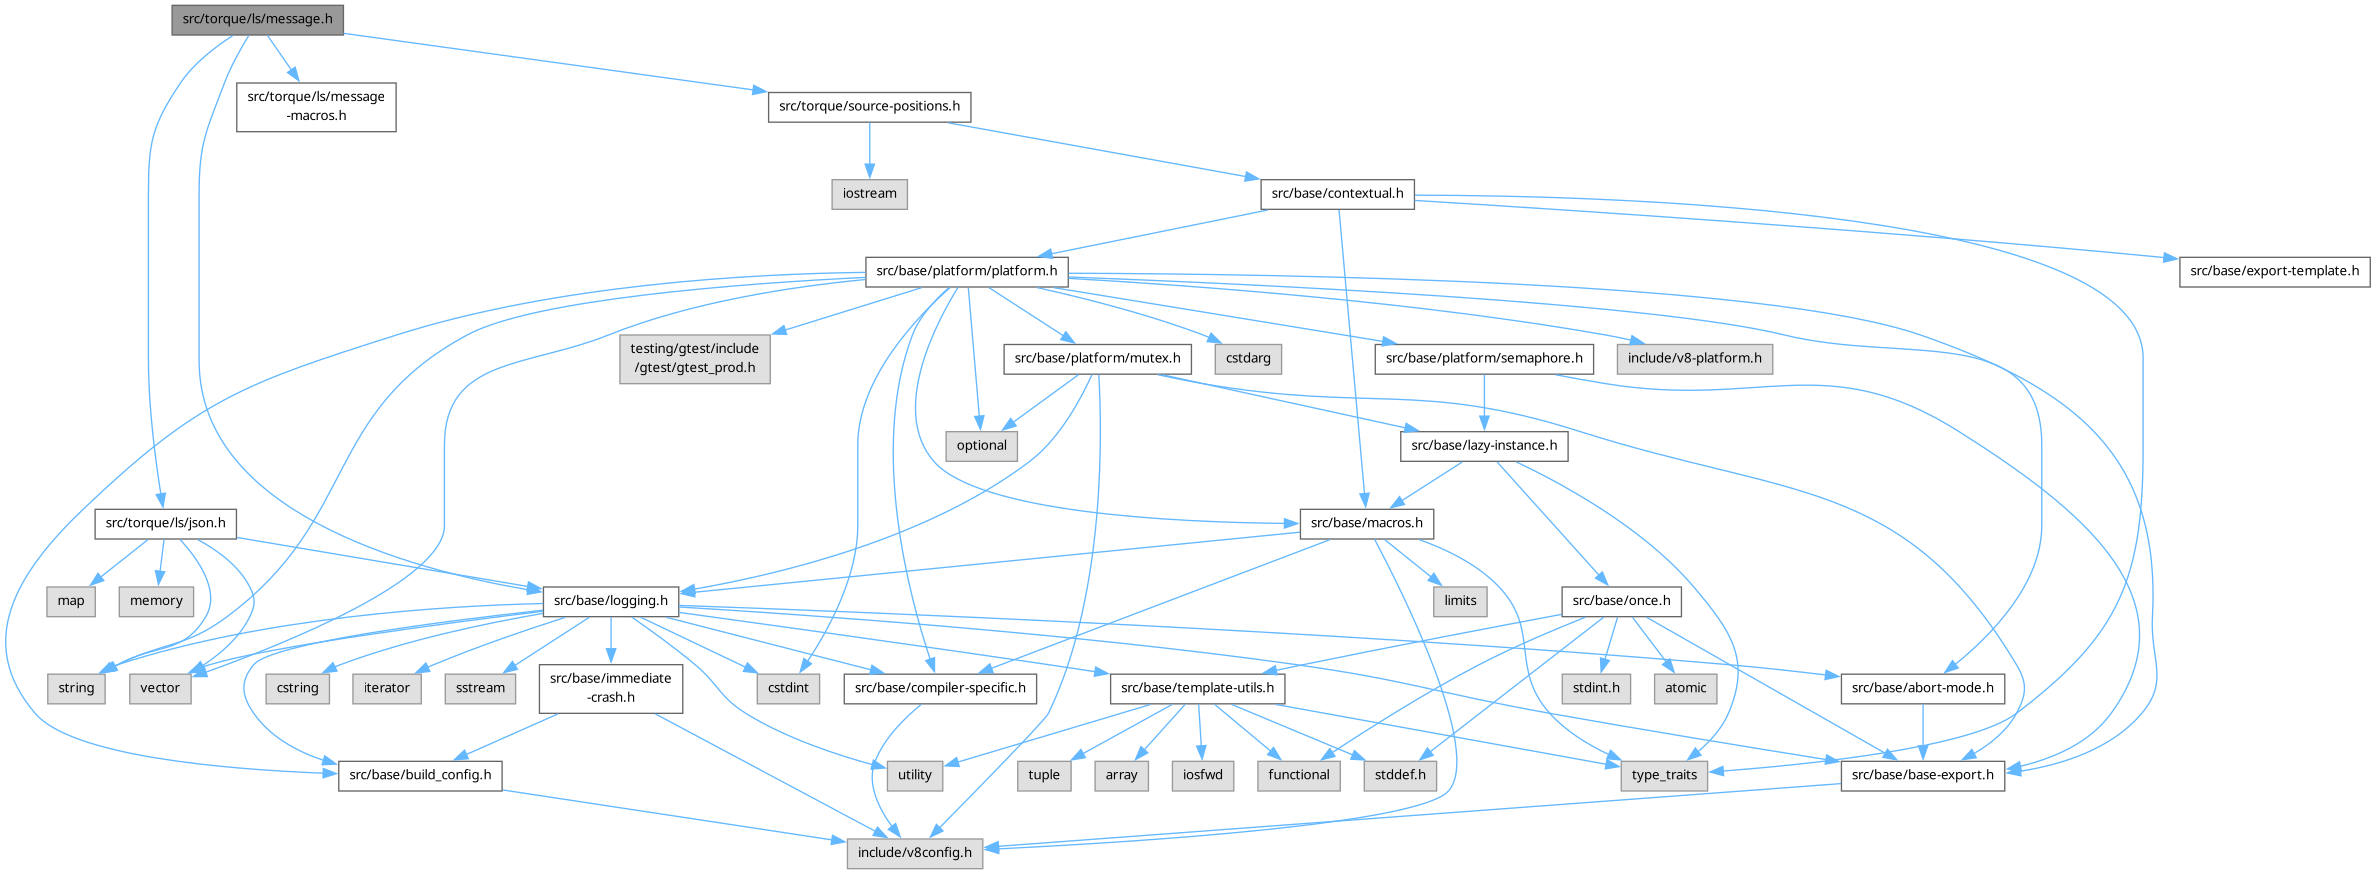 src/torque/ls/message.h
src/torque/ls/message
-macros.h
src/torque/source-positions.h
iostream
src/base/contextual.h
src/base/platform/platform.h
src/base/export-template.h
testing/gtest/include
/gtest/gtest_prod.h
src/base/platform/mutex.h
cstdarg
src/base/platform/semaphore.h
include/v8-platform.h
optional
src/base/lazy-instance.h
src/torque/ls/json.h
src/base/macros.h
map
memory
src/base/logging.h
limits
src/base/once.h
string
vector
cstring
iterator
sstream
src/base/immediate
-crash.h
cstdint
src/base/compiler-specific.h
src/base/template-utils.h
stdint.h
atomic
src/base/abort-mode.h
src/base/build_config.h
utility
tuple
array
iosfwd
functional
stddef.h
type_traits
src/base/base-export.h
include/v8config.h